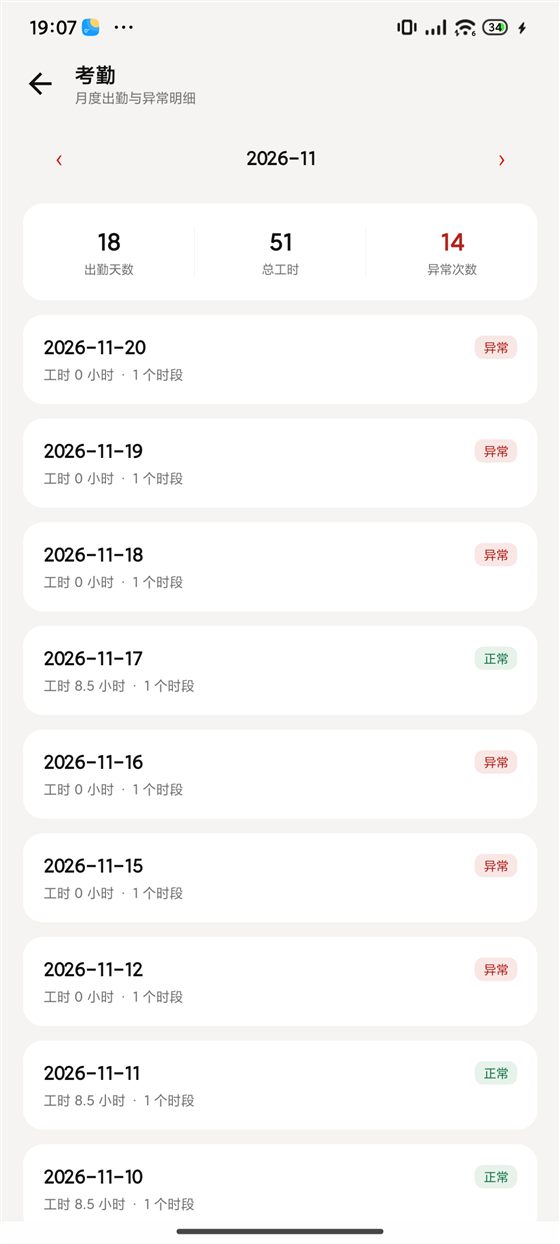 19:07 ··· 34
考勤
月度出勤与异常明细
‹ 2026-11 ›
18 51 14
出勤天数 总工时 异常次数
2026-11-20 异常
工时 0 小时 · 1 个时段
2026-11-19 异常
工时 0 小时 · 1 个时段
2026-11-18 异常
工时 0 小时 · 1 个时段
2026-11-17 正常
工时 8.5 小时 · 1 个时段
2026-11-16 异常
工时 0 小时 · 1 个时段
2026-11-15 异常
工时 0 小时 · 1 个时段
2026-11-12 异常
工时 0 小时 · 1 个时段
2026-11-11 正常
工时 8.5 小时 · 1 个时段
2026-11-10 正常
工时 8.5 小时 · 1 个时段